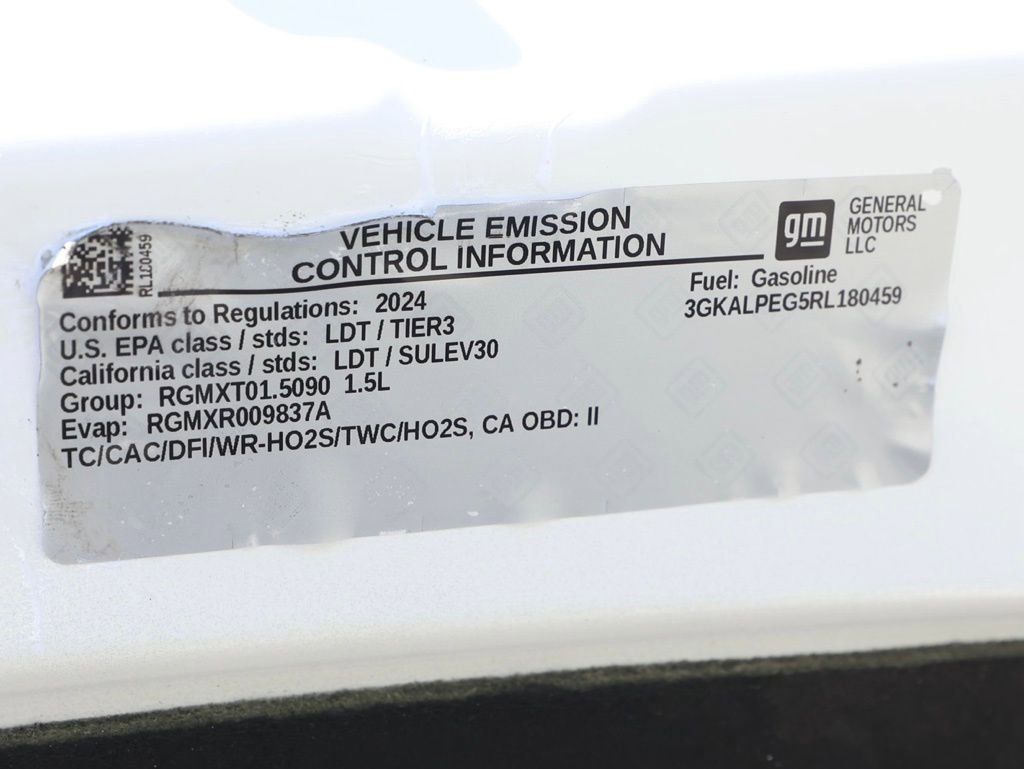 RL180459
VEHICLE EMISSION
CONTROL INFORMATION
gm
GENERAL
MOTORS
LLC
Conforms to Regulations: 2024
U.S. EPA class / stds: LDT / TIER3
California class / stds: LDT / SULEV30
Group: RGMXT01.5090 1.5L
Evap: RGMXR009837A
TC/CAC/DFI/WR-HO2S/TWC/HO2S, CA OBD: II
Fuel: Gasoline
3GKALPEG5RL180459